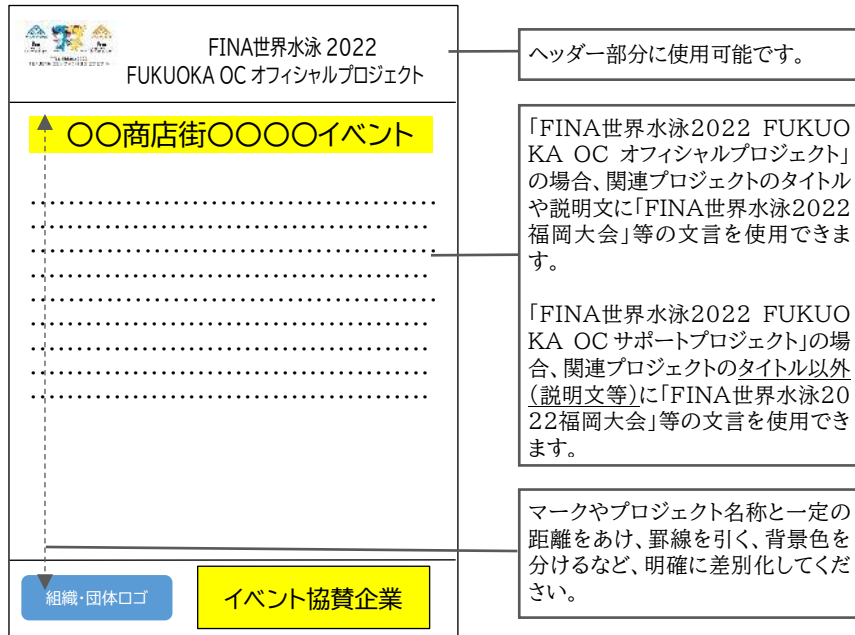 FINA世界水泳 2022
FUKUOKA OC オフィシャルプロジェクト
〇〇商店街〇〇〇〇イベント
組織・団体ロゴ
イベント協賛企業
ヘッダー部分に使用可能です。
「FINA世界水泳2022 FUKUO
KA OC オフィシャルプロジェクト」
の場合、関連プロジェクトのタイトル
や説明文に「FINA世界水泳2022
福岡大会」等の文言を使用できま
す。
「FINA世界水泳2022 FUKUO
KA OC サポートプロジェクト」の場
合、関連プロジェクトのタイトル以外
(説明文等)に「FINA世界水泳20
22福岡大会」等の文言を使用でき
ます。
マークやプロジェクト名称と一定の
距離をあけ、罫線を引く、背景色を
分けるなど、明確に差別化してくだ
さい。